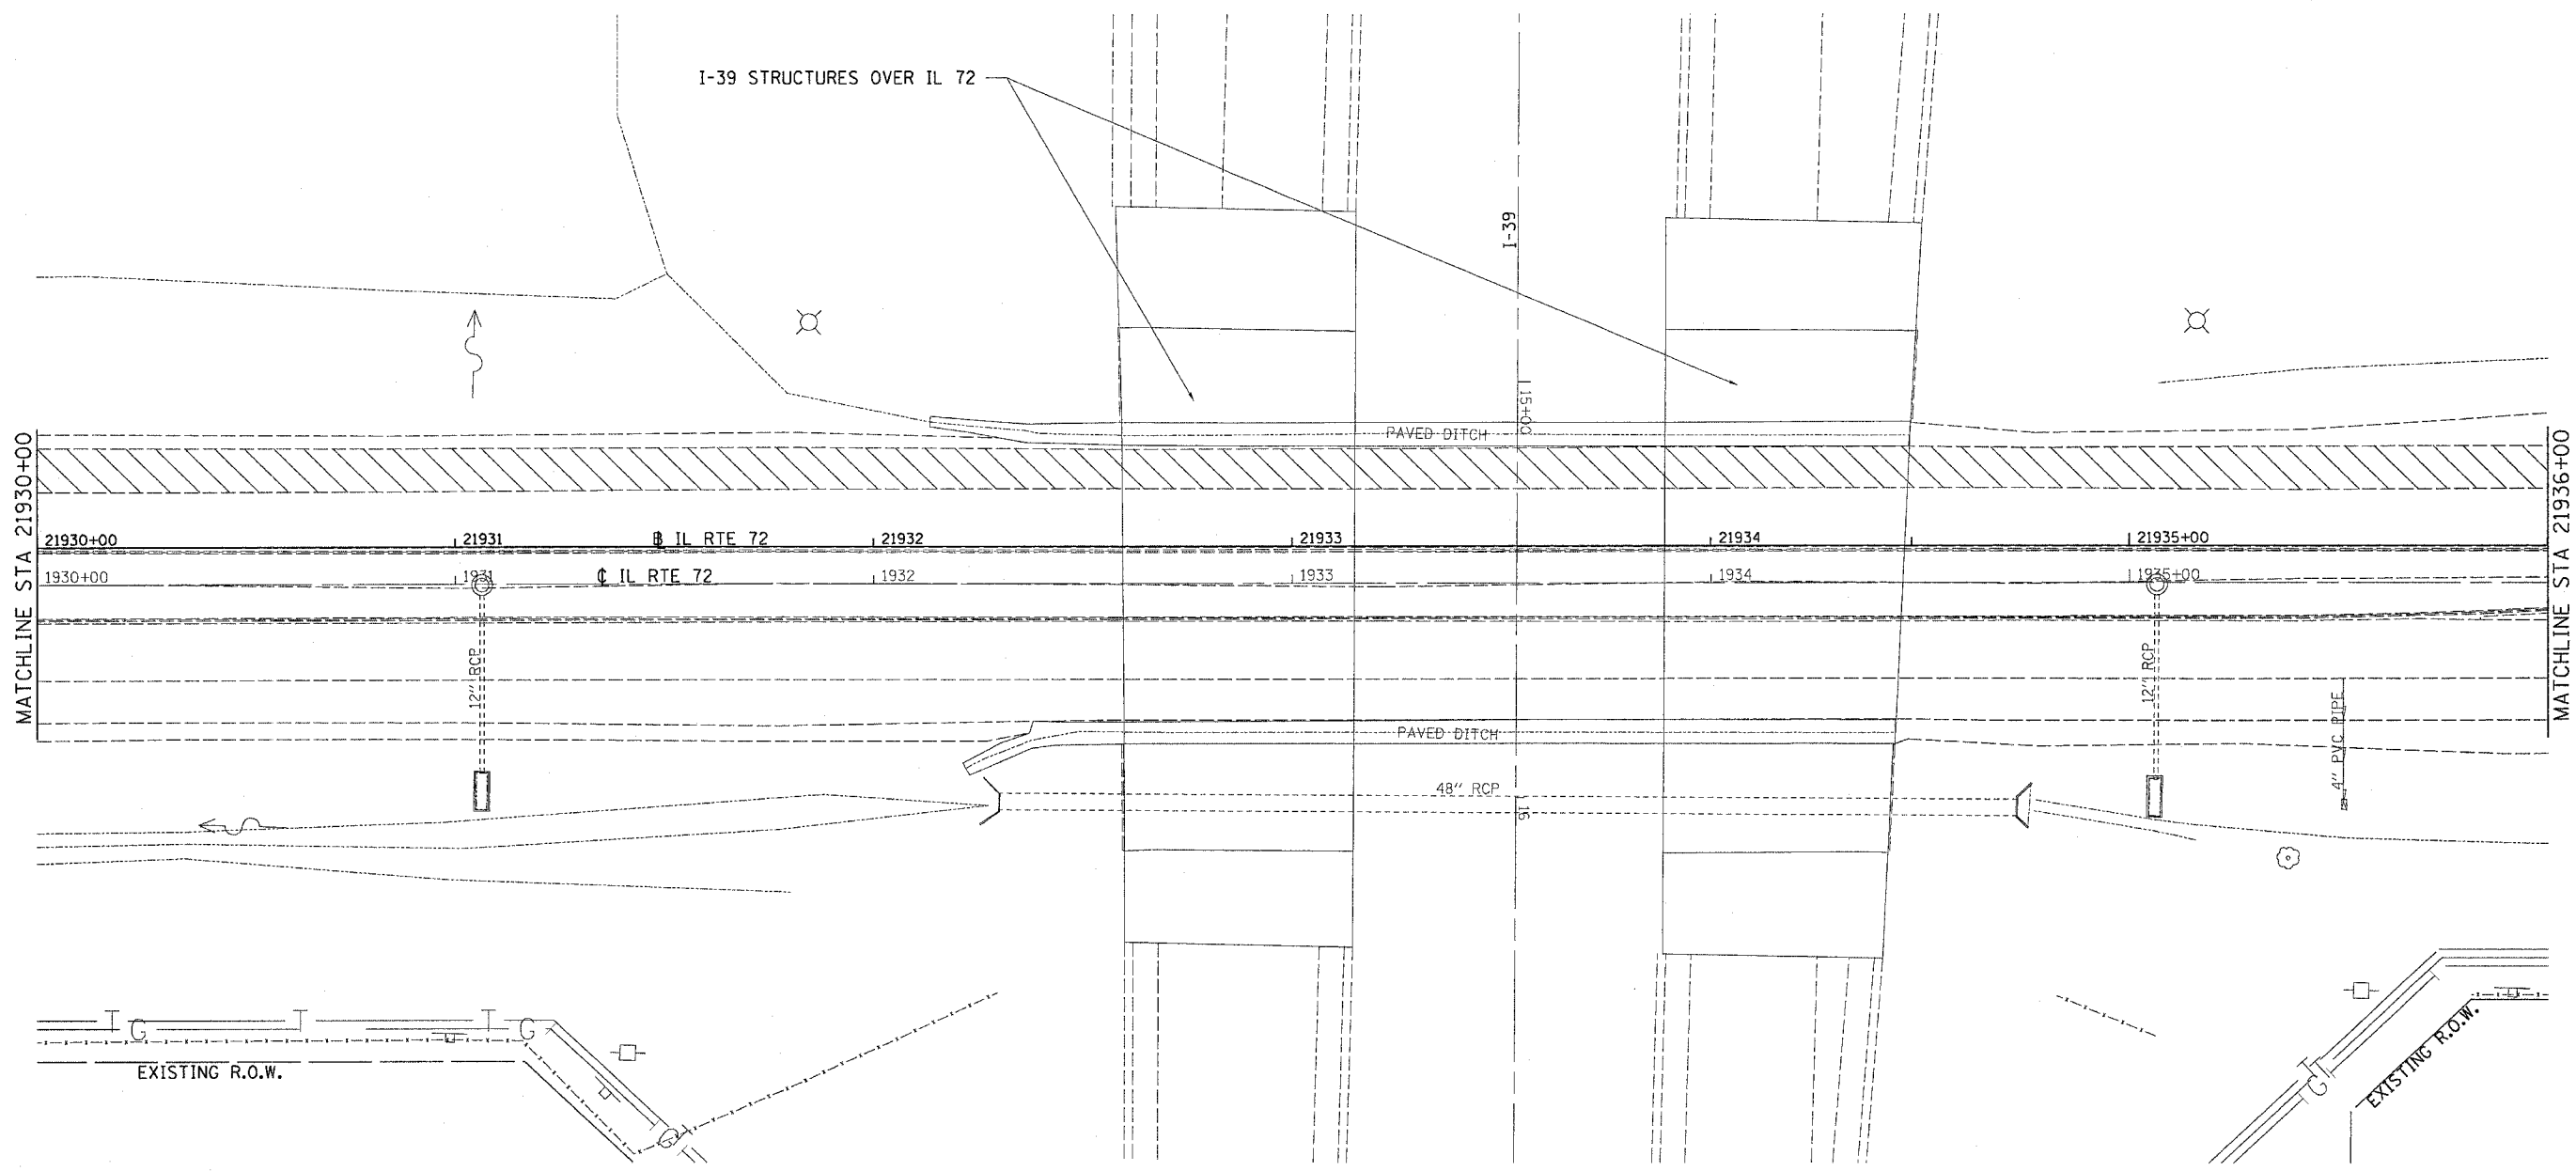 I-39 STRUCTURES OVER IL 72
I-39
15+00
PAVED DITCH
MATCHLINE STA 21930+00
MATCHLINE STA 21936+00
21930+00
21931
℄ IL RTE 72
21932
21933
21934
21935+00
1930+00
1931
℄ IL RTE 72
1932
1933
1934
1935+00
12" RCP
12" RCP
4" PVC PIPE
PAVED DITCH
48" RCP
16
T
G
T
T
G
EXISTING R.O.W.
G
T
T
T
G
EXISTING R.O.W.